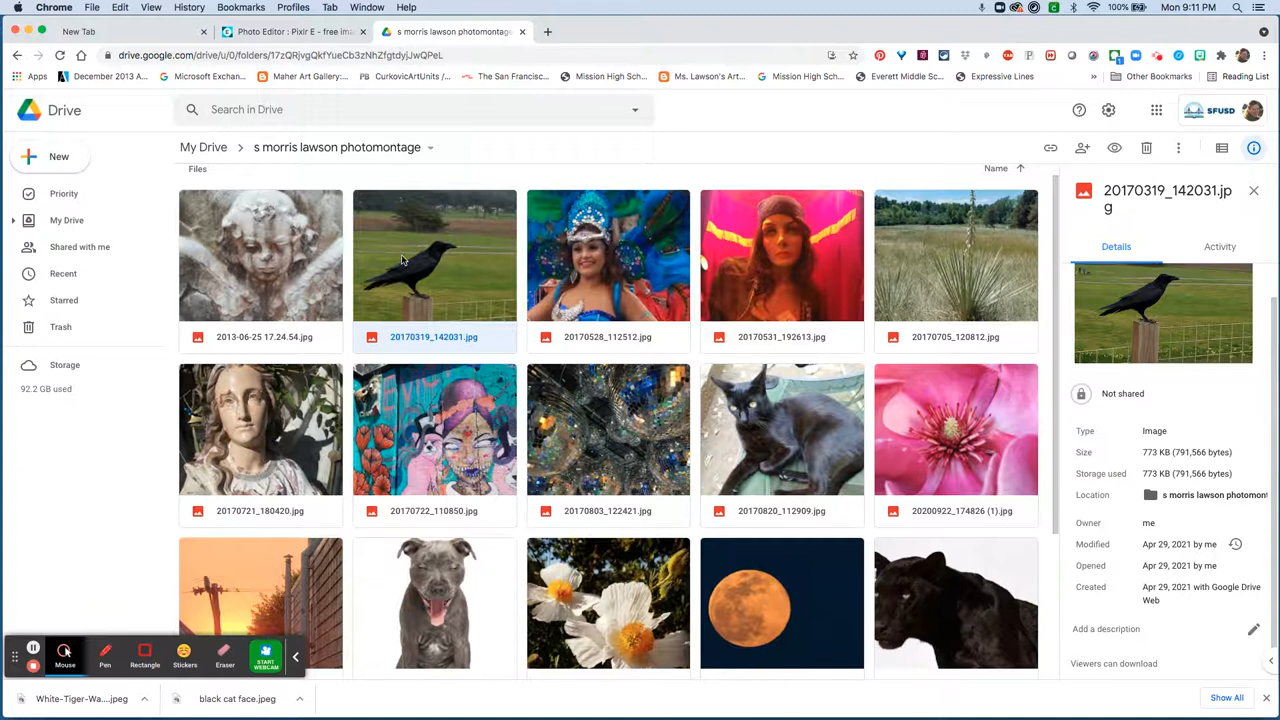 Chrome File Edit View History Bookmarks Profiles Tab Window Help 100% Mon 9:11 PM
New Tab Photo Editor : Pixlr E - free ima s morris lawson photomontage
drive.google.com/drive/u/0/folders/17zQRjvgQkfYueCb3zNhZfgtdyjJwQPeL
Apps December 2013 A... Microsoft Exchan... Maher Art Gallery:... CurkovicArtUnits /... The San Francisc... Mission High Sch... Ms. Lawson's Art... Mission High Sch... Everett Middle Sc... Expressive Lines » Other Bookmarks Reading List
Drive Search in Drive SFUSD
New My Drive s morris lawson photomontage
Files Name
Priority
My Drive
Shared with me
Recent
Starred
Trash
Storage
92.2 GB used
2013-06-25 17.24.54.jpg 20170319_142031.jpg 20170528_112512.jpg 20170531_192613.jpg 20170705_120812.jpg
20170721_180420.jpg 20170722_110850.jpg 20170803_122421.jpg 20170820_112909.jpg 20200922_174826 (1).jpg
20170319_142031.jp
g
Details Activity
Not shared
Type Image
Size 773 KB (791,566 bytes)
Storage used 773 KB (791,566 bytes)
Location s morris lawson photomon
Owner me
Modified Apr 29, 2021 by me
Opened Apr 29, 2021 by me
Created Apr 29, 2021 with Google Drive
Web
Add a description
Viewers can download
Mouse Pen Rectangle Stickers Eraser START
WEBCAM
White-Tiger-Wa....jpeg black cat face.jpeg Show All